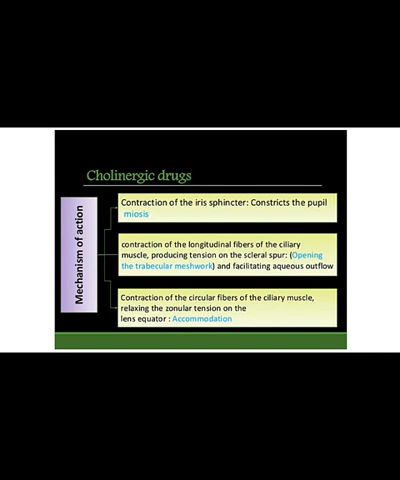 Cholinergic drugs
Mechanism of action
Contraction of the iris sphincter: Constricts the pupil
miosis
contraction of the longitudinal fibers of the ciliary
muscle, producing tension on the scleral spur: (Opening
the trabecular meshwork) and facilitating aqueous outflow
Contraction of the circular fibers of the ciliary muscle,
relaxing the zonular tension on the
lens equator : Accommodation